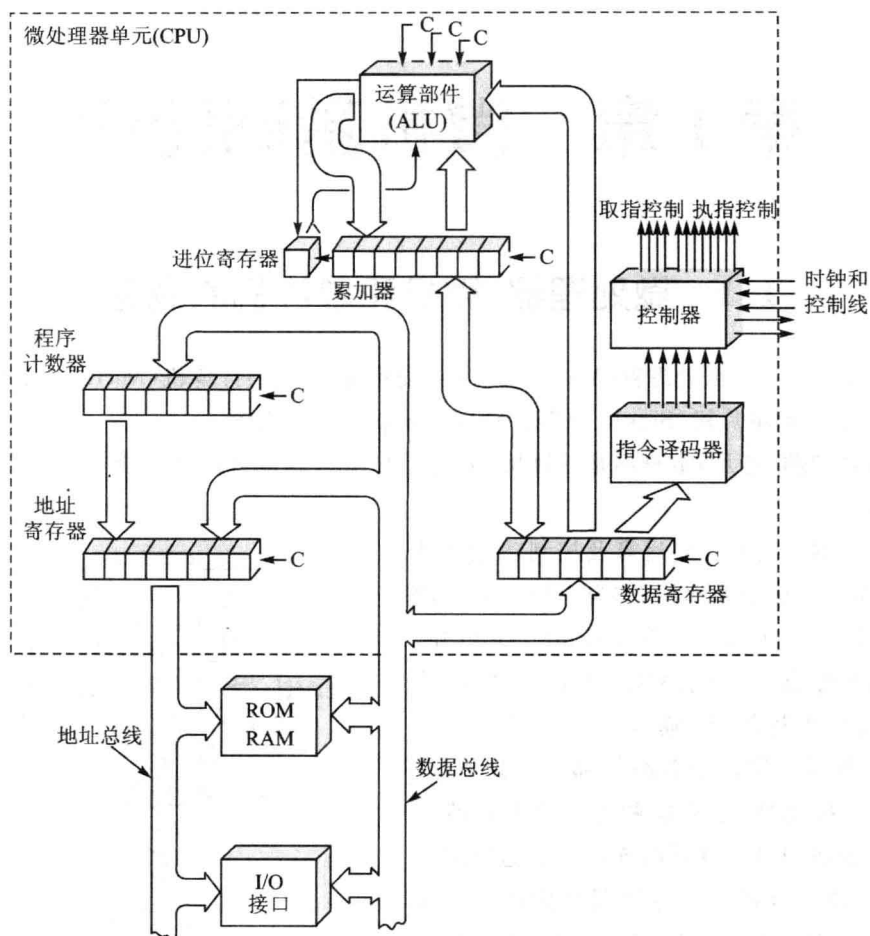 微处理器单元(CPU)
C
C
C
运算部件
(ALU)
取指控制
执指控制
进位寄存器
C
累加器
时钟和
控制线
控制器
程序
计数器
C
指令译码器
地址
寄存器
C
C
数据寄存器
ROM
RAM
地址总线
数据总线
I/O
接口